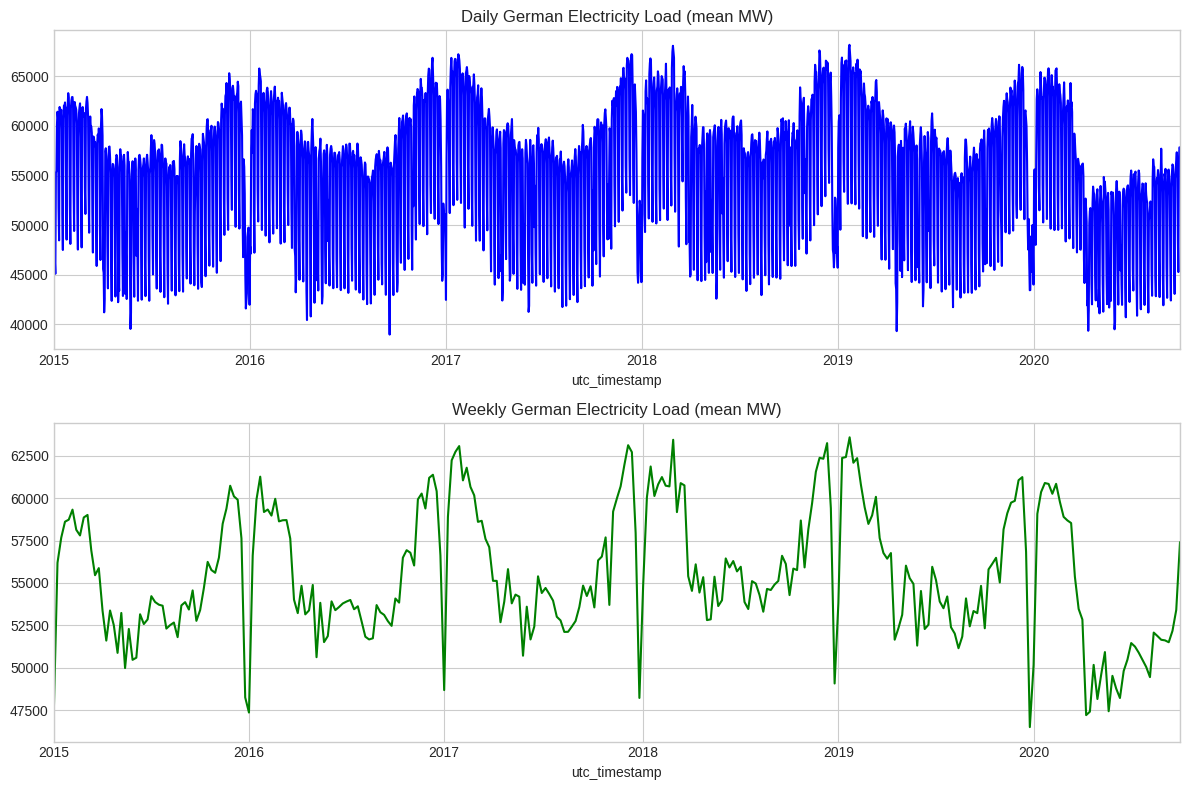 Daily German Electricity Load (mean MW)
65000
60000
55000
50000
45000
40000
2015 2016 2017 2018 2019 2020
utc_timestamp
Weekly German Electricity Load (mean MW)
62500
60000
57500
55000
52500
50000
47500
2015 2016 2017 2018 2019 2020
utc_timestamp